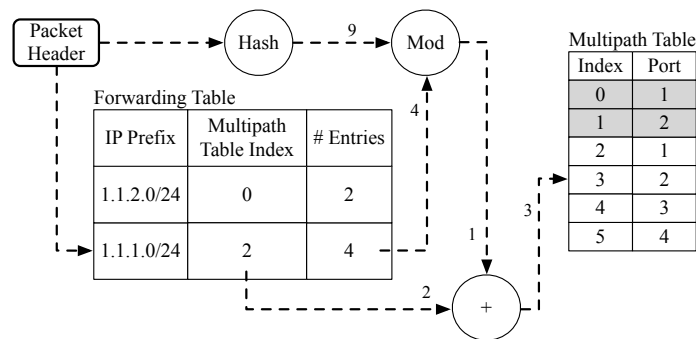 Packet
Header
Hash
9
Mod
Multipath Table
Index Port
0 1
1 2
2 1
3 2
4 3
5 4
Forwarding Table
IP Prefix Multipath Table Index # Entries
1.1.2.0/24 0 2
1.1.1.0/24 2 4
4
1
2
+
3